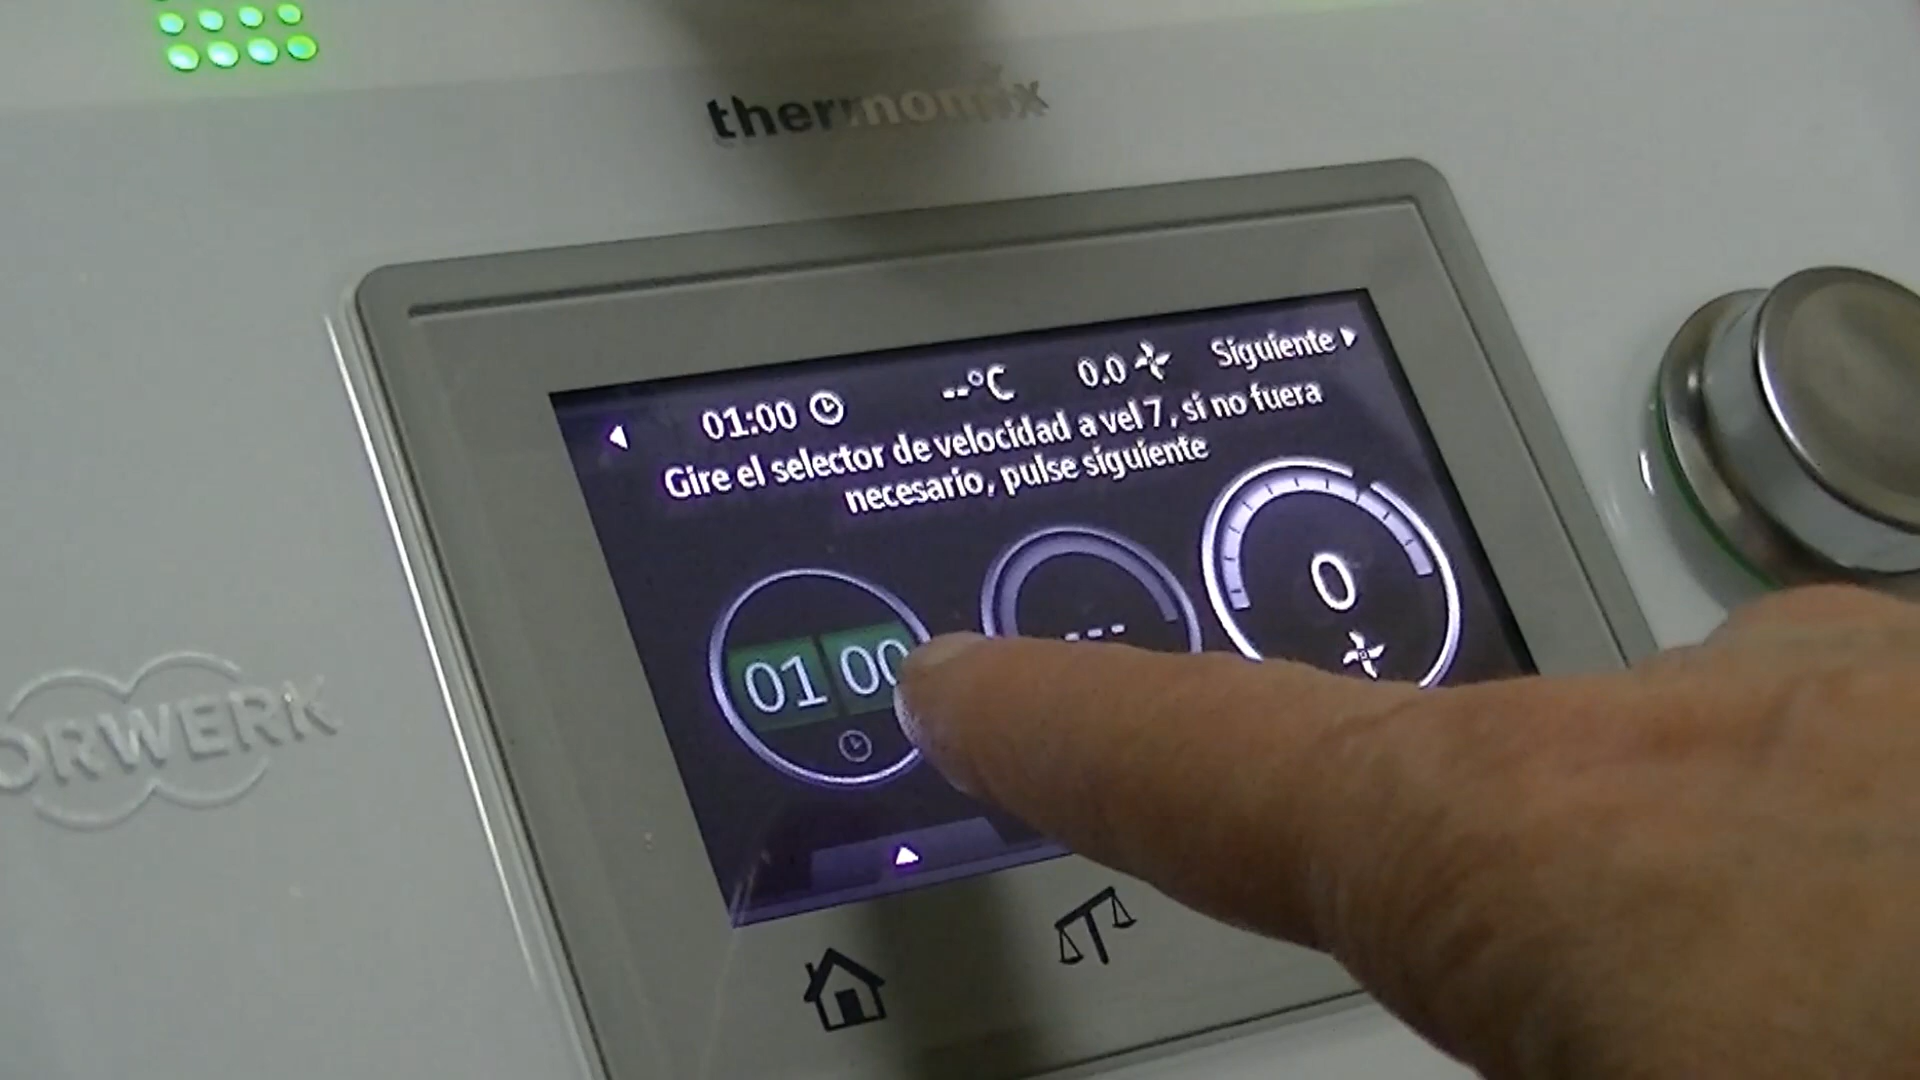 thermomix
01:00 --°C 0.0 Siguiente
Gire el selector de velocidad a vel 7, si no fuera
necesario, pulse siguiente
01 00
---
0
VORWERK